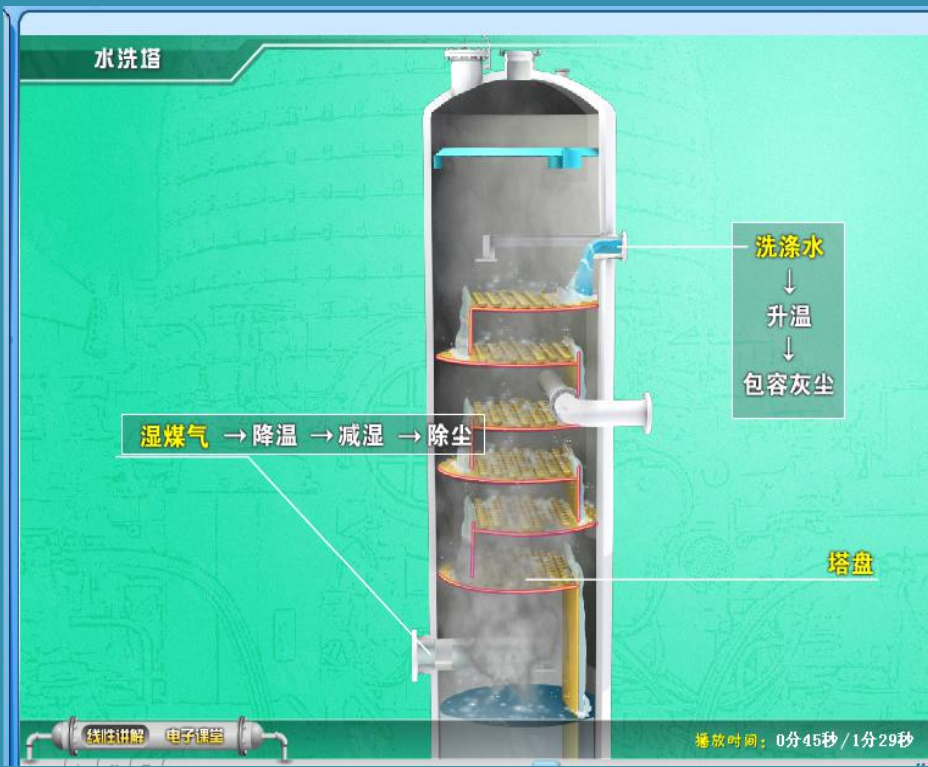 水洗塔
洗涤水
↓
升温
↓
包容灰尘
湿煤气 →降温 →减湿 →除尘
塔盘
线性讲解 电子课堂
播放时间：0分45秒/1分29秒